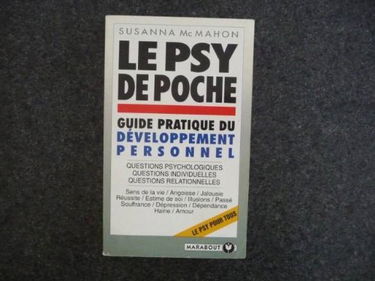 SUSANNA Mc MAHON
LE PSY
DE POCHE
GUIDE PRATIQUE DU
DÉVELOPPEMENT
PERSONNEL
QUESTIONS PSYCHOLOGIQUES
QUESTIONS INDIVIDUELLES
QUESTIONS RELATIONNELLES
Sens de la vie / Angoisse / Jalousie
Réussite / Estime de soi / Illusions / Passé
Souffrance / Dépression / Dépendance
Haine / Amour
LE PSY POUR TOUS
MARABOUT